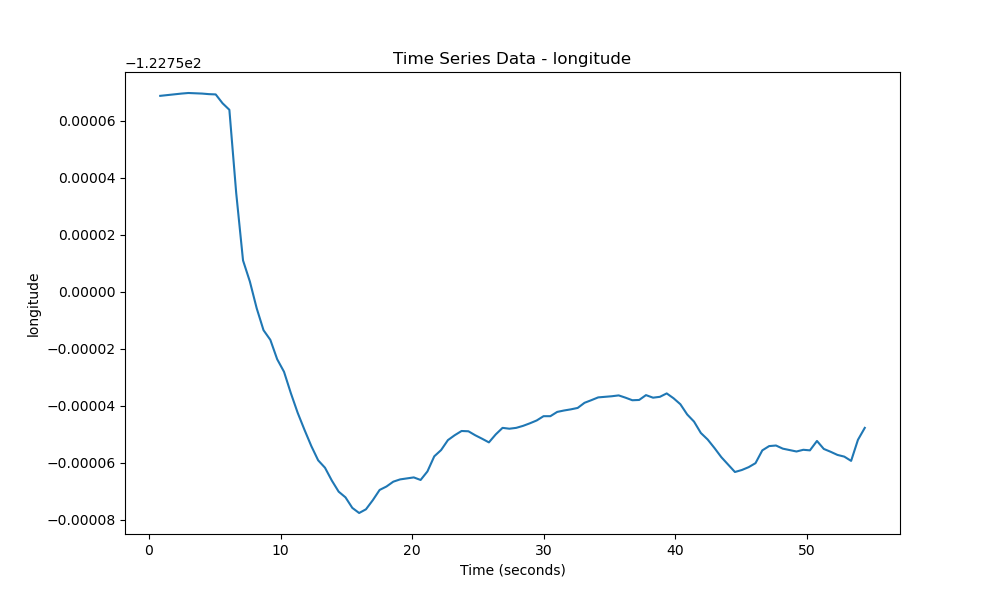 Time Series Data - longitude
−1.2275e2
0.00006
0.00004
0.00002
0.00000
−0.00002
−0.00004
−0.00006
−0.00008
longitude
0 10 20 30 40 50
Time (seconds)